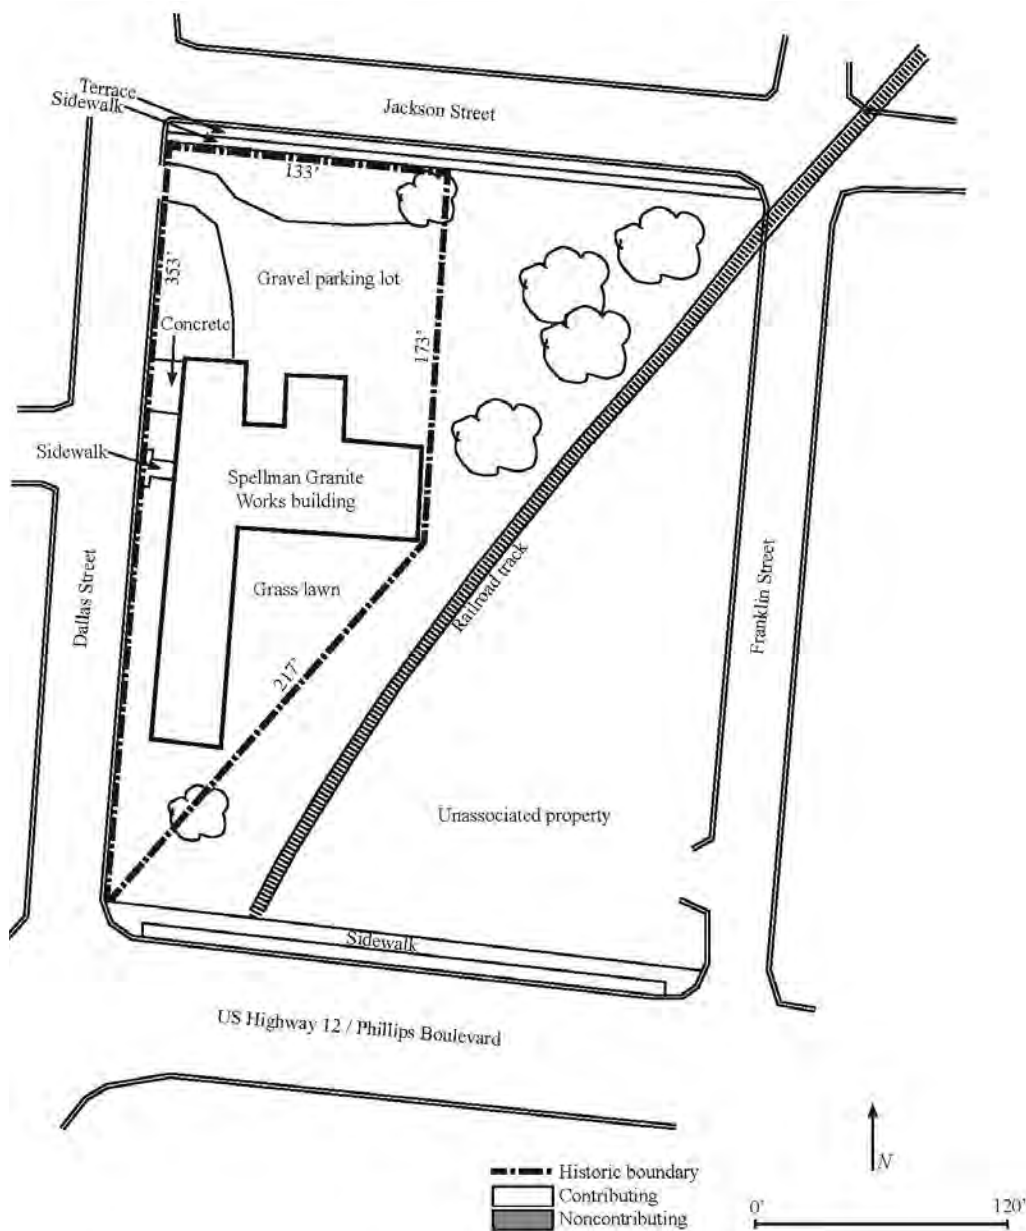 Terrace
Sidewalk
Jackson Street
133'
353'
Gravel parking lot
Concrete
173'
Sidewalk
Spellman Granite
Works building
Dallas Street
Grass lawn
Railroad track
Franklin Street
217'
Unassociated property
Sidewalk
US Highway 12 / Phillips Boulevard
N
Historic boundary
Contributing
Noncontributing
0'
120'